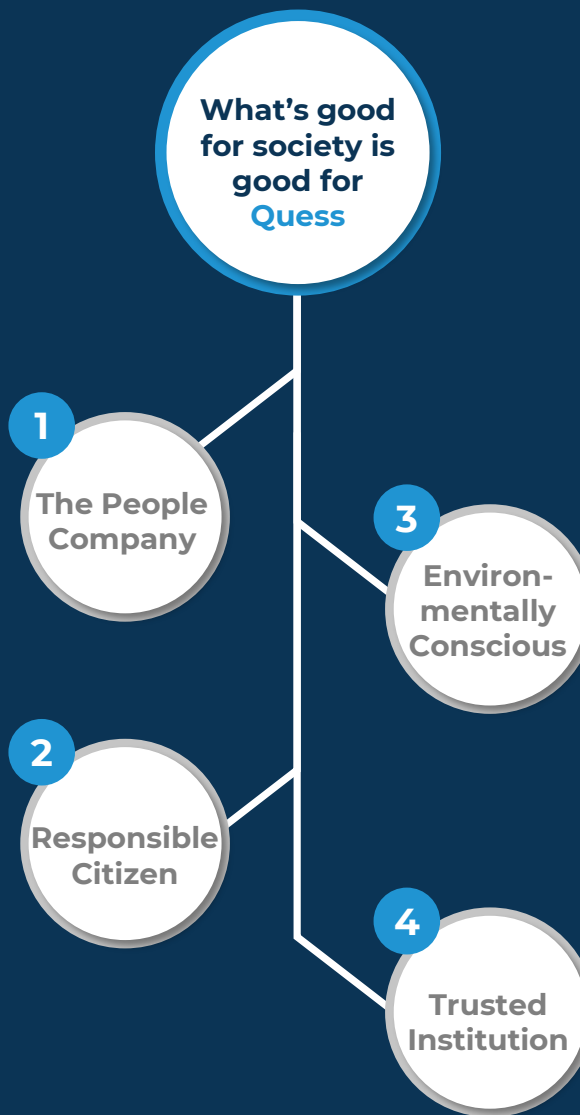 What’s good
for society is
good for
Quess
1
The People
Company
2
Responsible
Citizen
3
Environ-
mentally
Conscious
4
Trusted
Institution